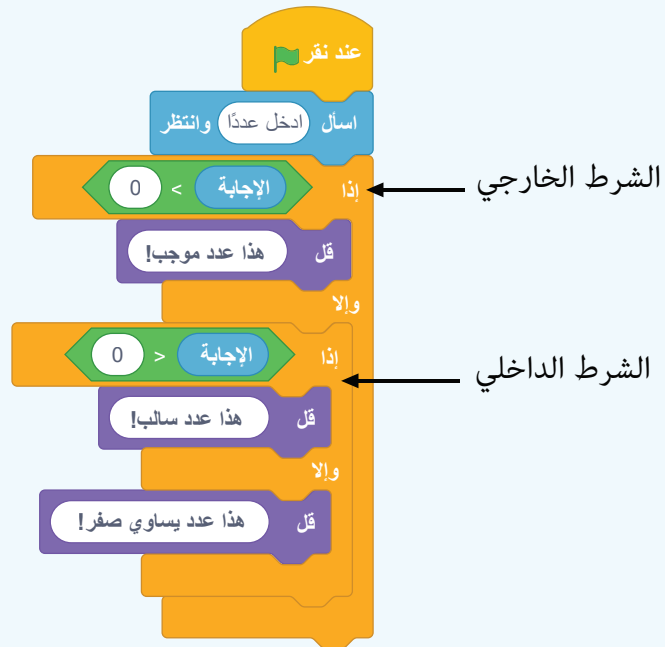 عند نقر
اسأل ادخل عددًا وانتظر
إذا الإجابة > 0
الشرط الخارجي
قل هذا عدد موجب!
وإلا
إذا الإجابة < 0
الشرط الداخلي
قل هذا عدد سالب!
وإلا
قل هذا عدد يساوي صفر!